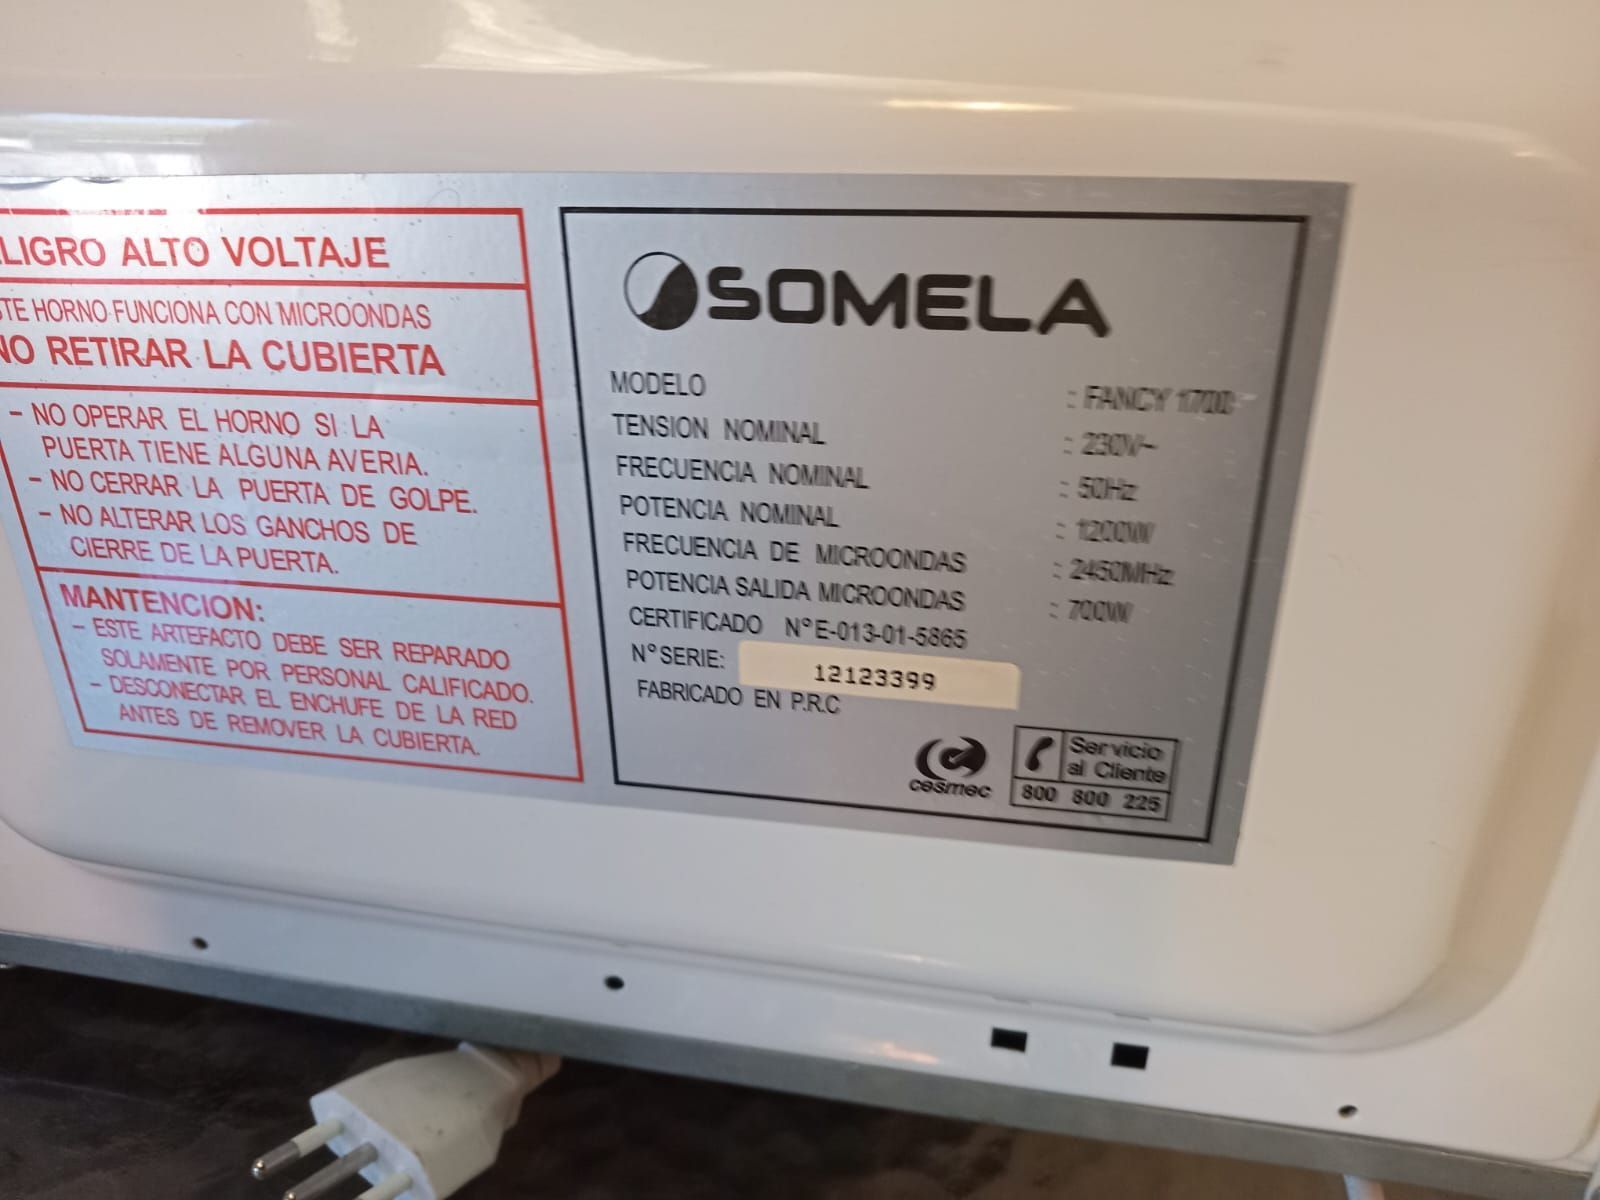 LIGRO ALTO VOLTAJE
TE HORNO FUNCIONA CON MICROONDAS
NO RETIRAR LA CUBIERTA
- NO OPERAR EL HORNO SI LA
PUERTA TIENE ALGUNA AVERIA.
- NO CERRAR LA PUERTA DE GOLPE.
- NO ALTERAR LOS GANCHOS DE
CIERRE DE LA PUERTA.
MANTENCION:
- ESTE ARTEFACTO DEBE SER REPARADO
SOLAMENTE POR PERSONAL CALIFICADO.
- DESCONECTAR EL ENCHUFE DE LA RED
ANTES DE REMOVER LA CUBIERTA.
SOMELA
MODELO : FANCY 1700
TENSION NOMINAL : 230V~
FRECUENCIA NOMINAL : 50Hz
POTENCIA NOMINAL : 1200W
FRECUENCIA DE MICROONDAS : 2450MHz
POTENCIA SALIDA MICROONDAS : 700W
CERTIFICADO N°E-013-01-5865
N°SERIE: 12123399
FABRICADO EN P.R.C
cesmec
Servicio
al Cliente
800 800 225